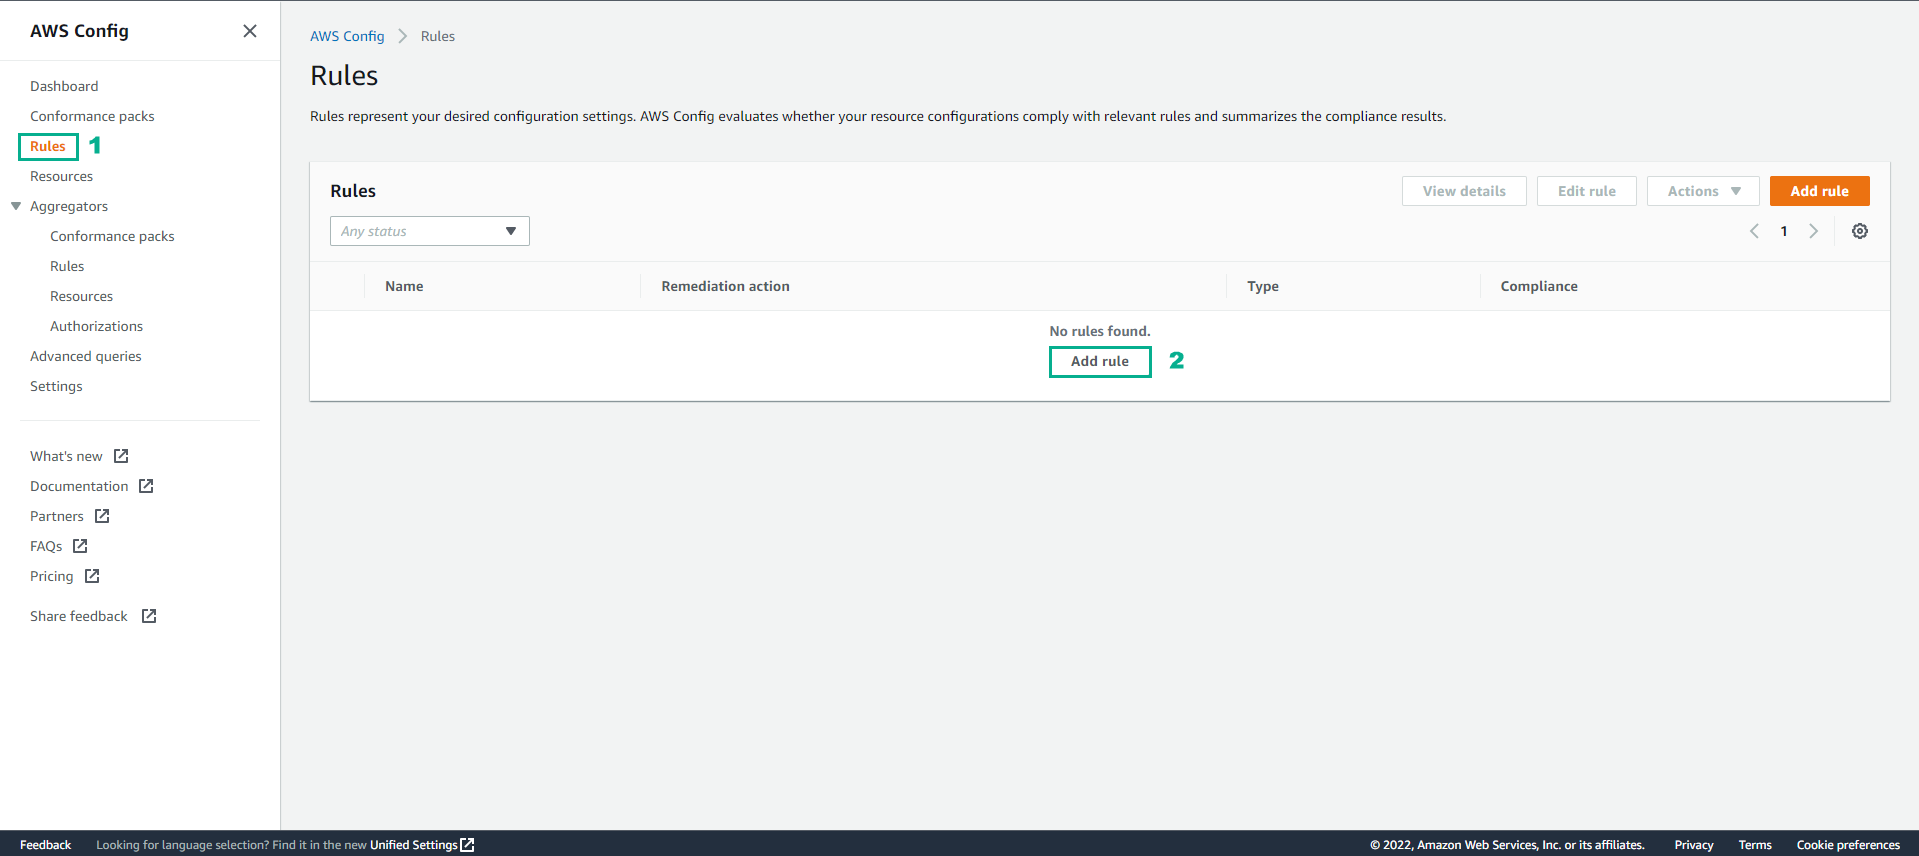 AWS Config
Dashboard
Conformance packs
Rules 1
Resources
Aggregators
Conformance packs
Rules
Resources
Authorizations
Advanced queries
Settings
What's new
Documentation
Partners
FAQs
Pricing
Share feedback
AWS Config Rules
Rules
Rules represent your desired configuration settings. AWS Config evaluates whether your resource configurations comply with relevant rules and summarizes the compliance results.
Rules View details Edit rule Actions Add rule
Any status 1
Name Remediation action Type Compliance
No rules found.
Add rule 2
Feedback Looking for language selection? Find it in the new Unified Settings © 2022, Amazon Web Services, Inc. or its affiliates. Privacy Terms Cookie preferences